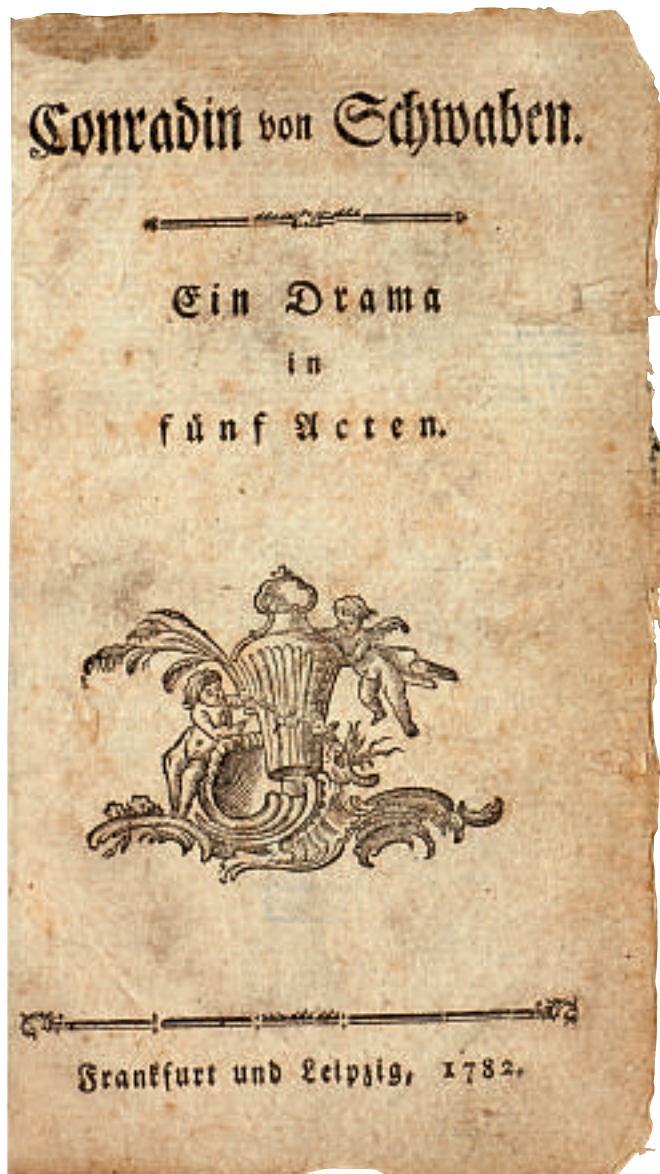 Conradin von Schwaben.
Ein Drama
in
fünf Acten.
Frankfurt und Leipzig, 1782.